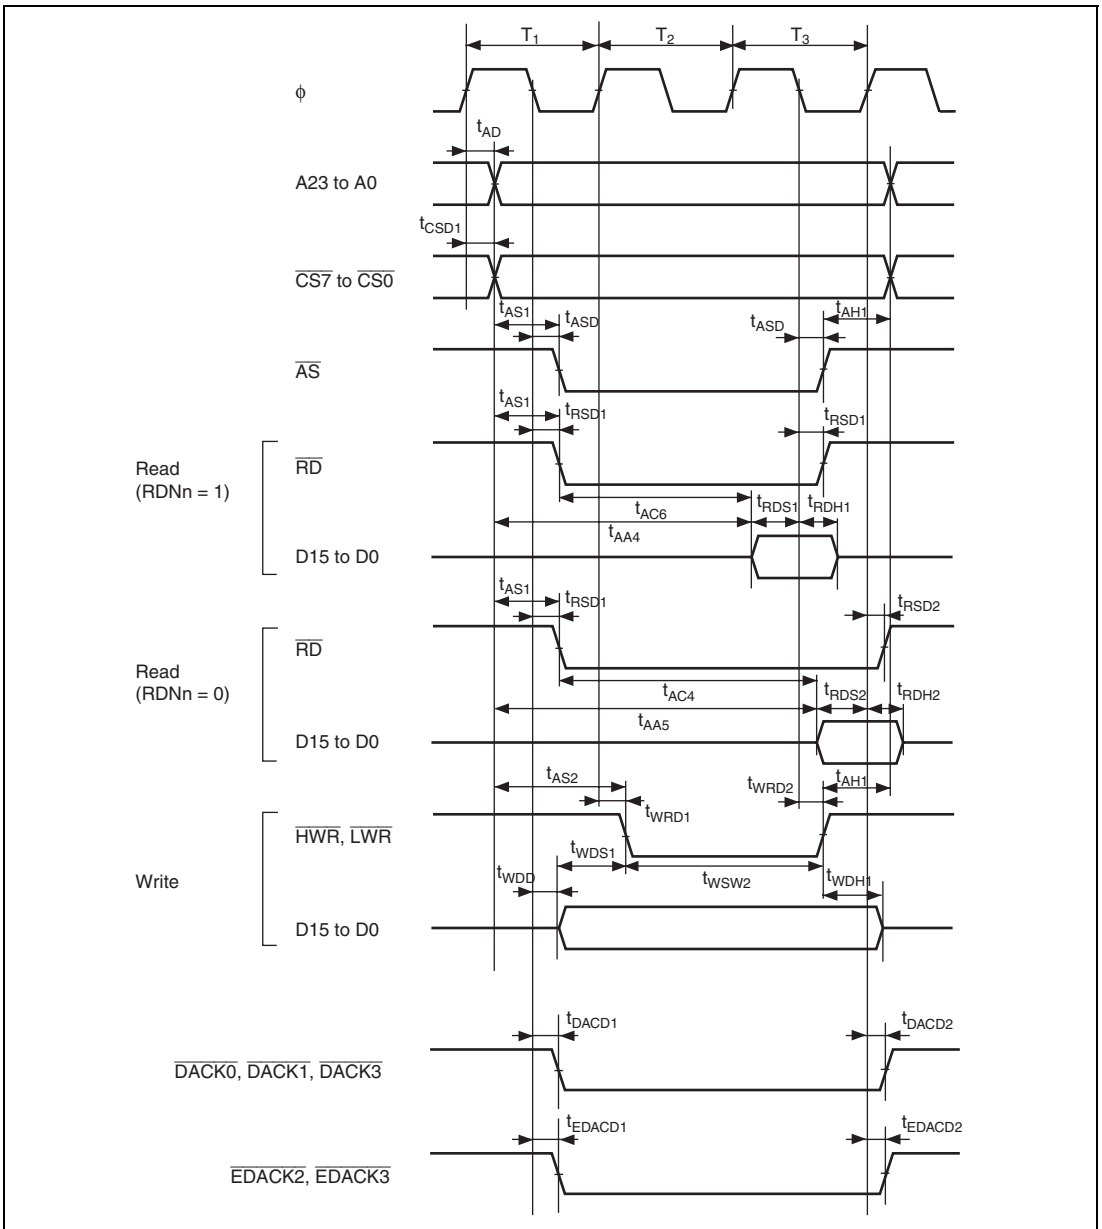 T1 T2 T3
ϕ
tAD
A23 to A0
tCSD1
CS7 to CS0
tAS1 tASD tASD tAH1
AS
tAS1 tRSD1 tRSD1
Read
(RDNn = 1)
RD
tAC6 tRDS1 tRDH1
tAA4
D15 to D0
tAS1 tRSD1 tRSD2
Read
(RDNn = 0)
RD
tAC4 tRDS2 tRDH2
tAA5
D15 to D0
tAS2 tWRD2 tAH1
tWRD1
HWR, LWR
tWDS1
Write
tWDD tWSW2 tWDH1
D15 to D0
tDACD1 tDACD2
DACK0, DACK1, DACK3
tEDACD1 tEDACD2
EDACK2, EDACK3